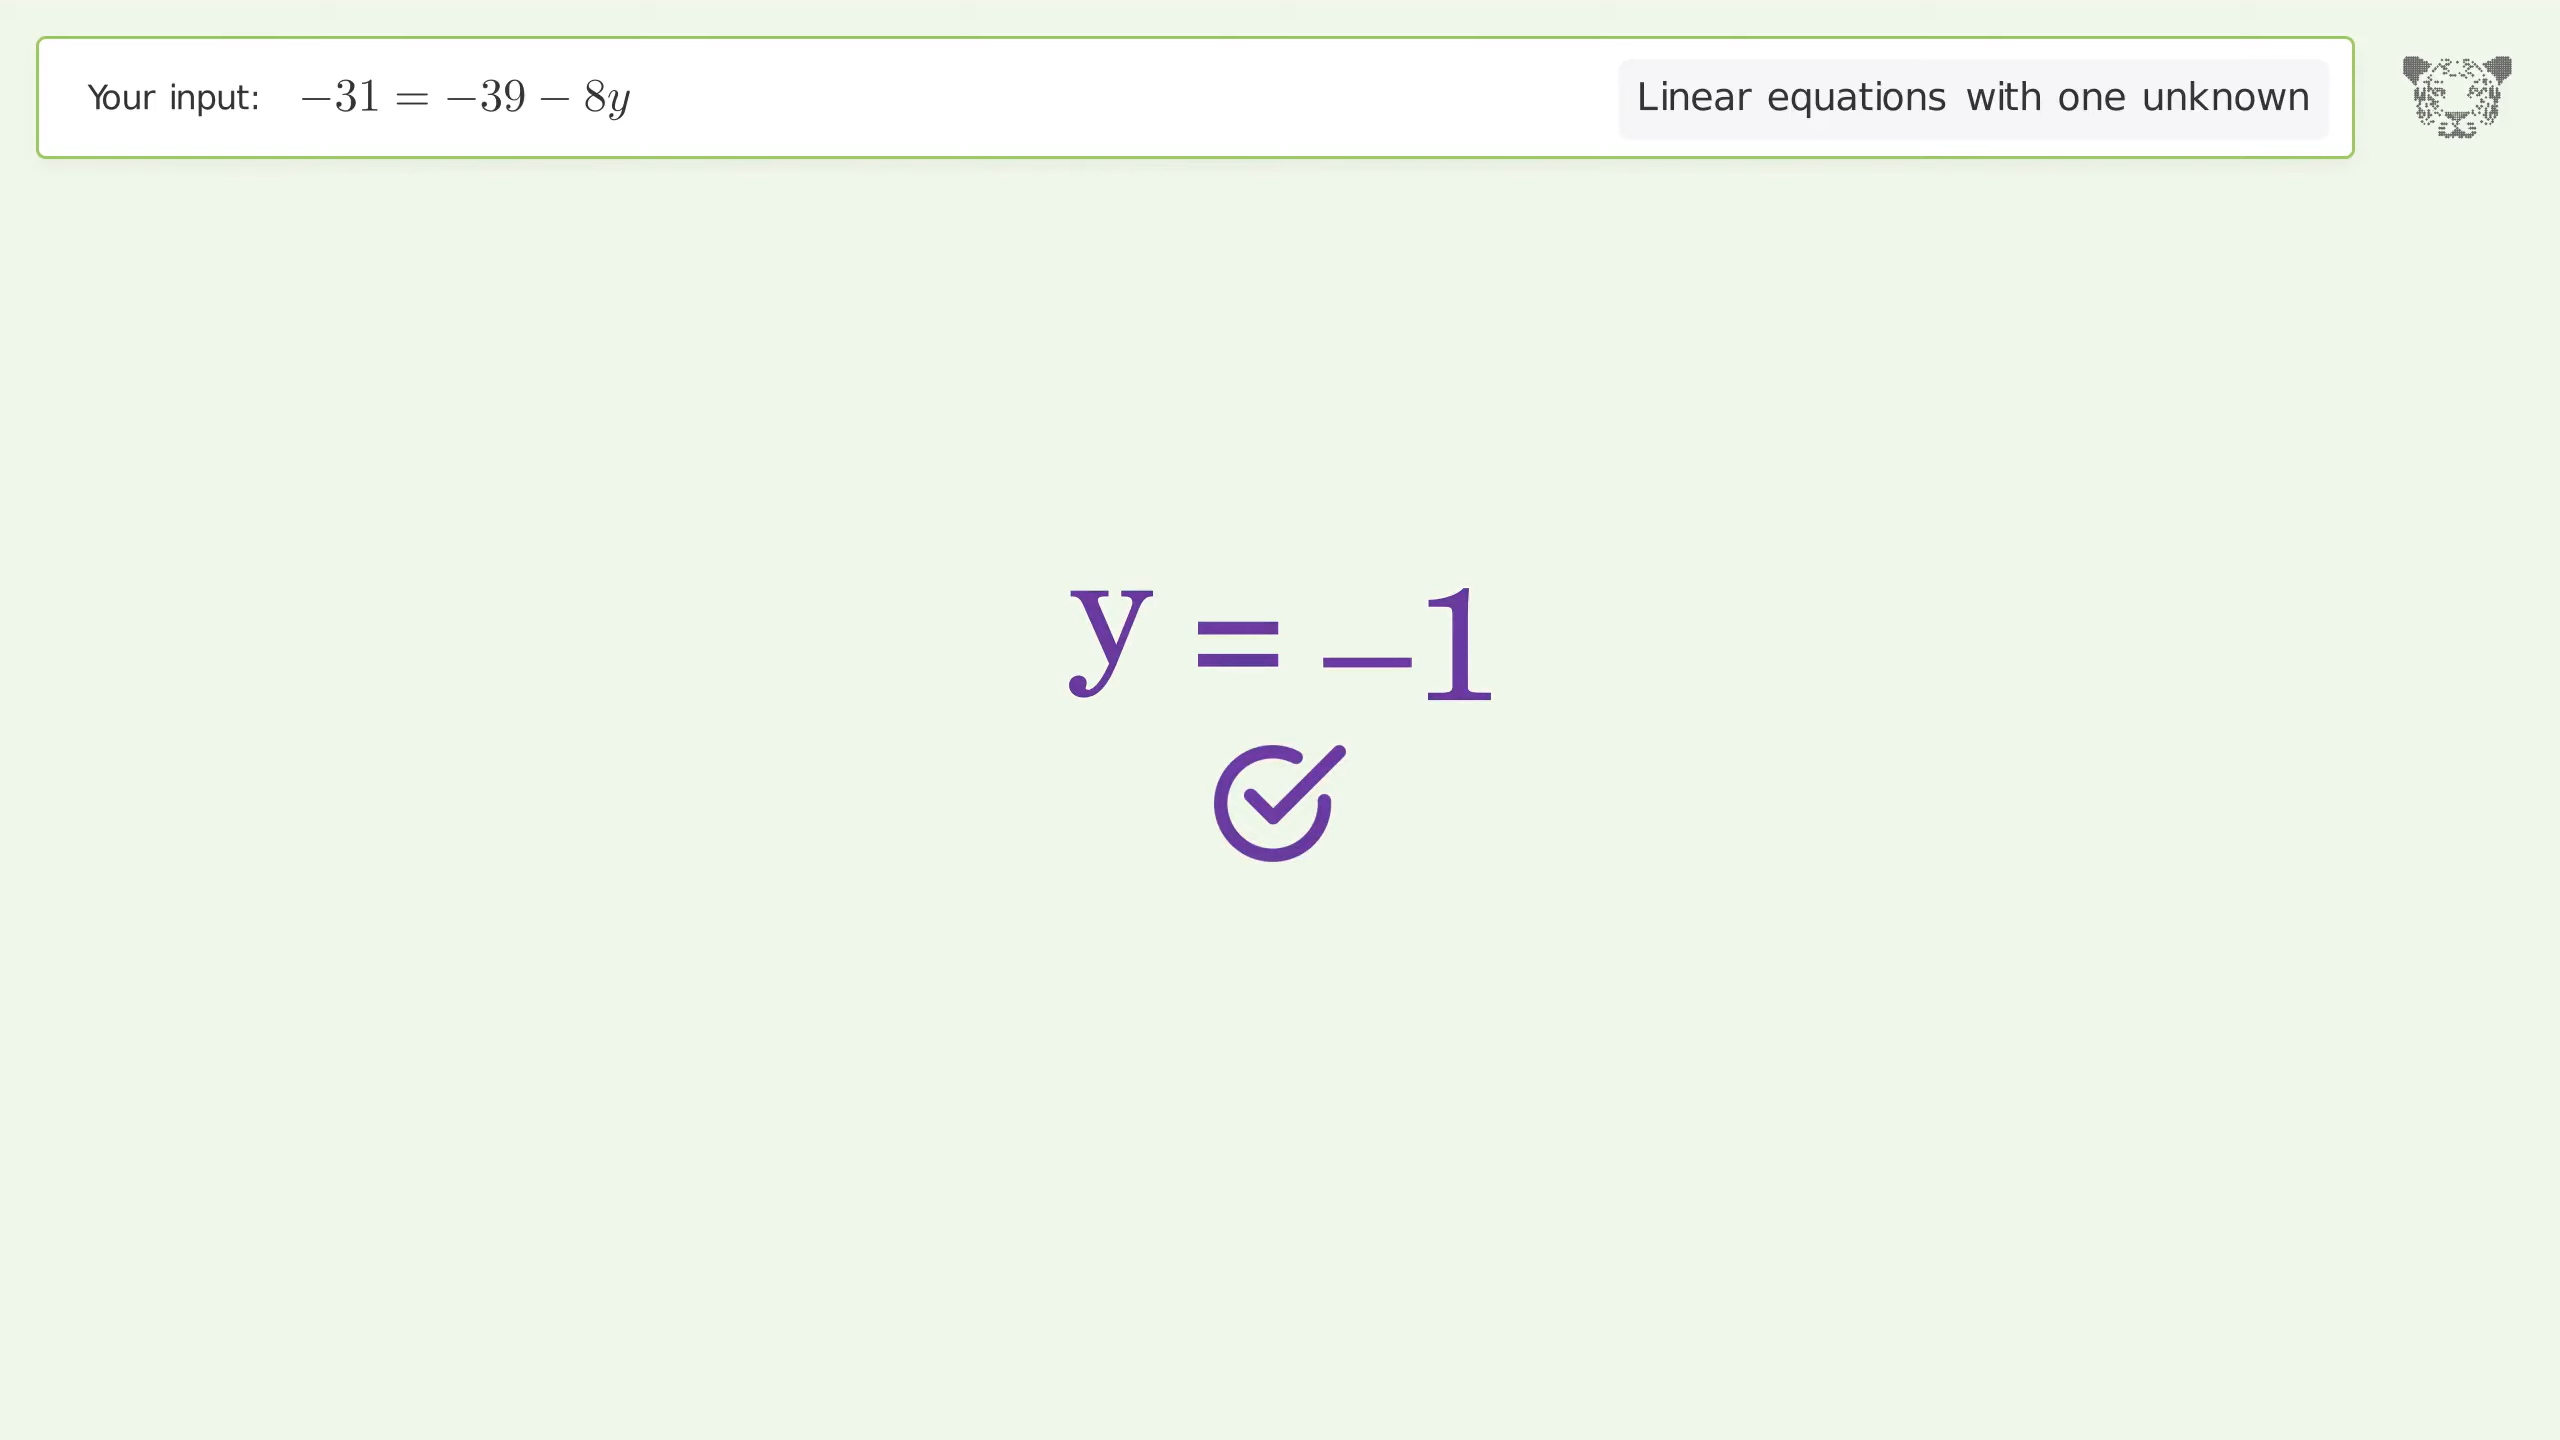 Your input: −31 = −39 − 8y
Linear equations with one unknown
y = −1